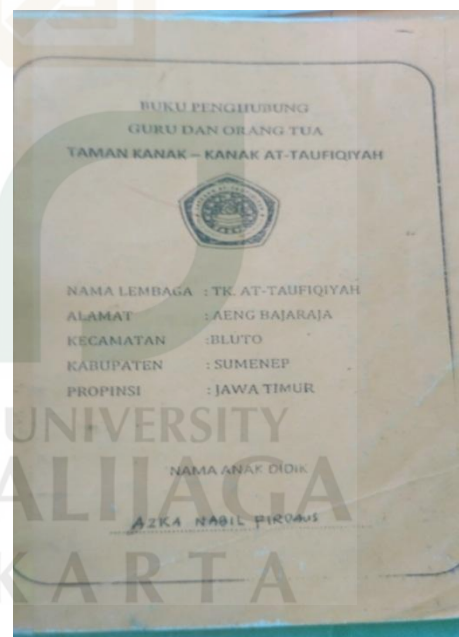 BUKU PENGHUBUNG
GURU DAN ORANG TUA
TAMAN KANAK – KANAK AT-TAUFIQIYAH
NAMA LEMBAGA : TK. AT-TAUFIQIYAH
ALAMAT : AENG BAJARAJA
KECAMATAN :BLUTO
KABUPATEN : SUMENEP
PROPINSI : JAWA TIMUR
UNIVERSITY
NAMA ANAK DIDIK
ALIJAGA
AZKA NABIL FIRDAUS
KARTA